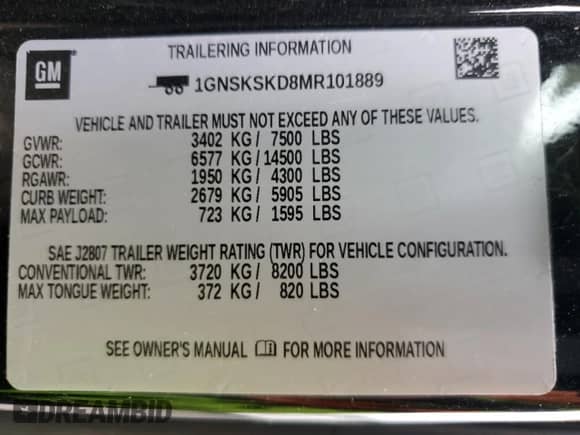 GM
TRAILERING INFORMATION
1GNSKSKD8MR101889
VEHICLE AND TRAILER MUST NOT EXCEED ANY OF THESE VALUES.
GVWR: 3402 KG / 7500 LBS
GCWR: 6577 KG / 14500 LBS
RGAWR: 1950 KG / 4300 LBS
CURB WEIGHT: 2679 KG / 5905 LBS
MAX PAYLOAD: 723 KG / 1595 LBS
SAE J2807 TRAILER WEIGHT RATING (TWR) FOR VEHICLE CONFIGURATION.
CONVENTIONAL TWR: 3720 KG / 8200 LBS
MAX TONGUE WEIGHT: 372 KG / 820 LBS
SEE OWNER'S MANUAL FOR MORE INFORMATION
DREAMBID